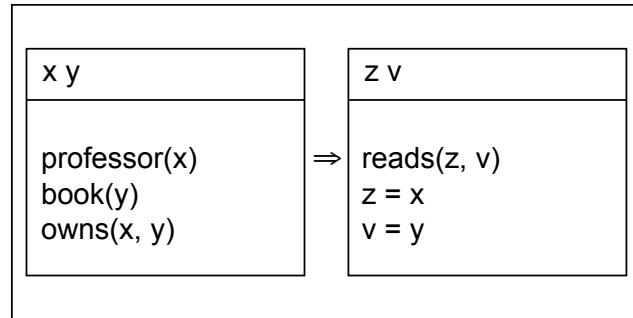 x y
professor(x)
book(y)
owns(x, y)
⇒
z v
reads(z, v)
z = x
v = y